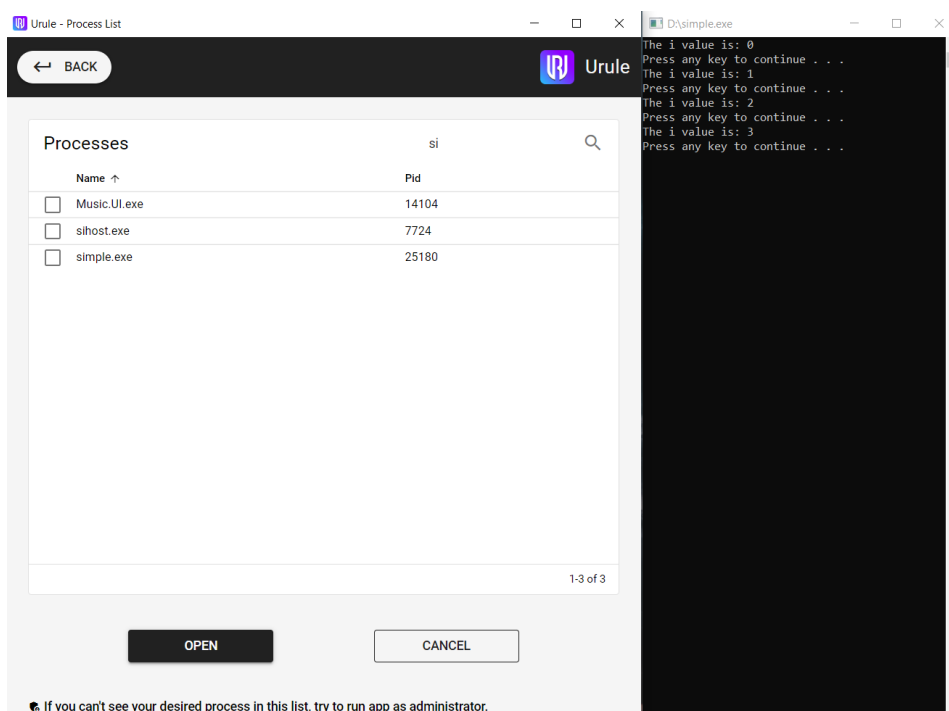 Urule - Process List
BACK
Urule
Processes
si
Name ↑ Pid
Music.UI.exe 14104
sihost.exe 7724
simple.exe 25180
1-3 of 3
OPEN
CANCEL
If you can't see your desired process in this list, try to run app as administrator.
D:\simple.exe
The i value is: 0
Press any key to continue . . .
The i value is: 1
Press any key to continue . . .
The i value is: 2
Press any key to continue . . .
The i value is: 3
Press any key to continue . . .